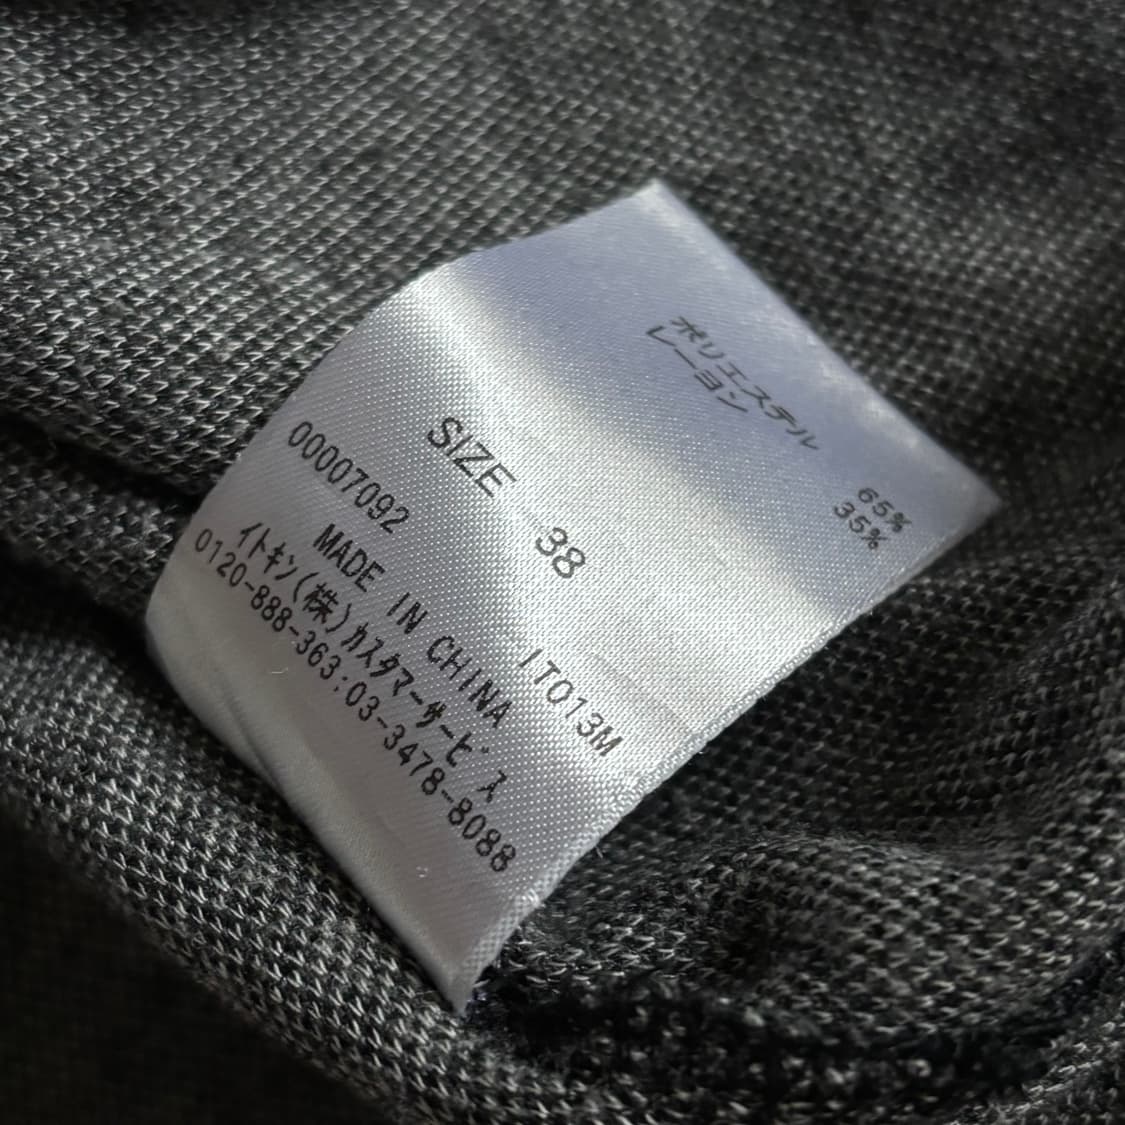 ポリエステル 65%
レーヨン 35%
SIZE 38
00007092 IT013M
MADE IN CHINA
イトキン(株)カスタマーサービス
0120-888-363:03-3478-8088